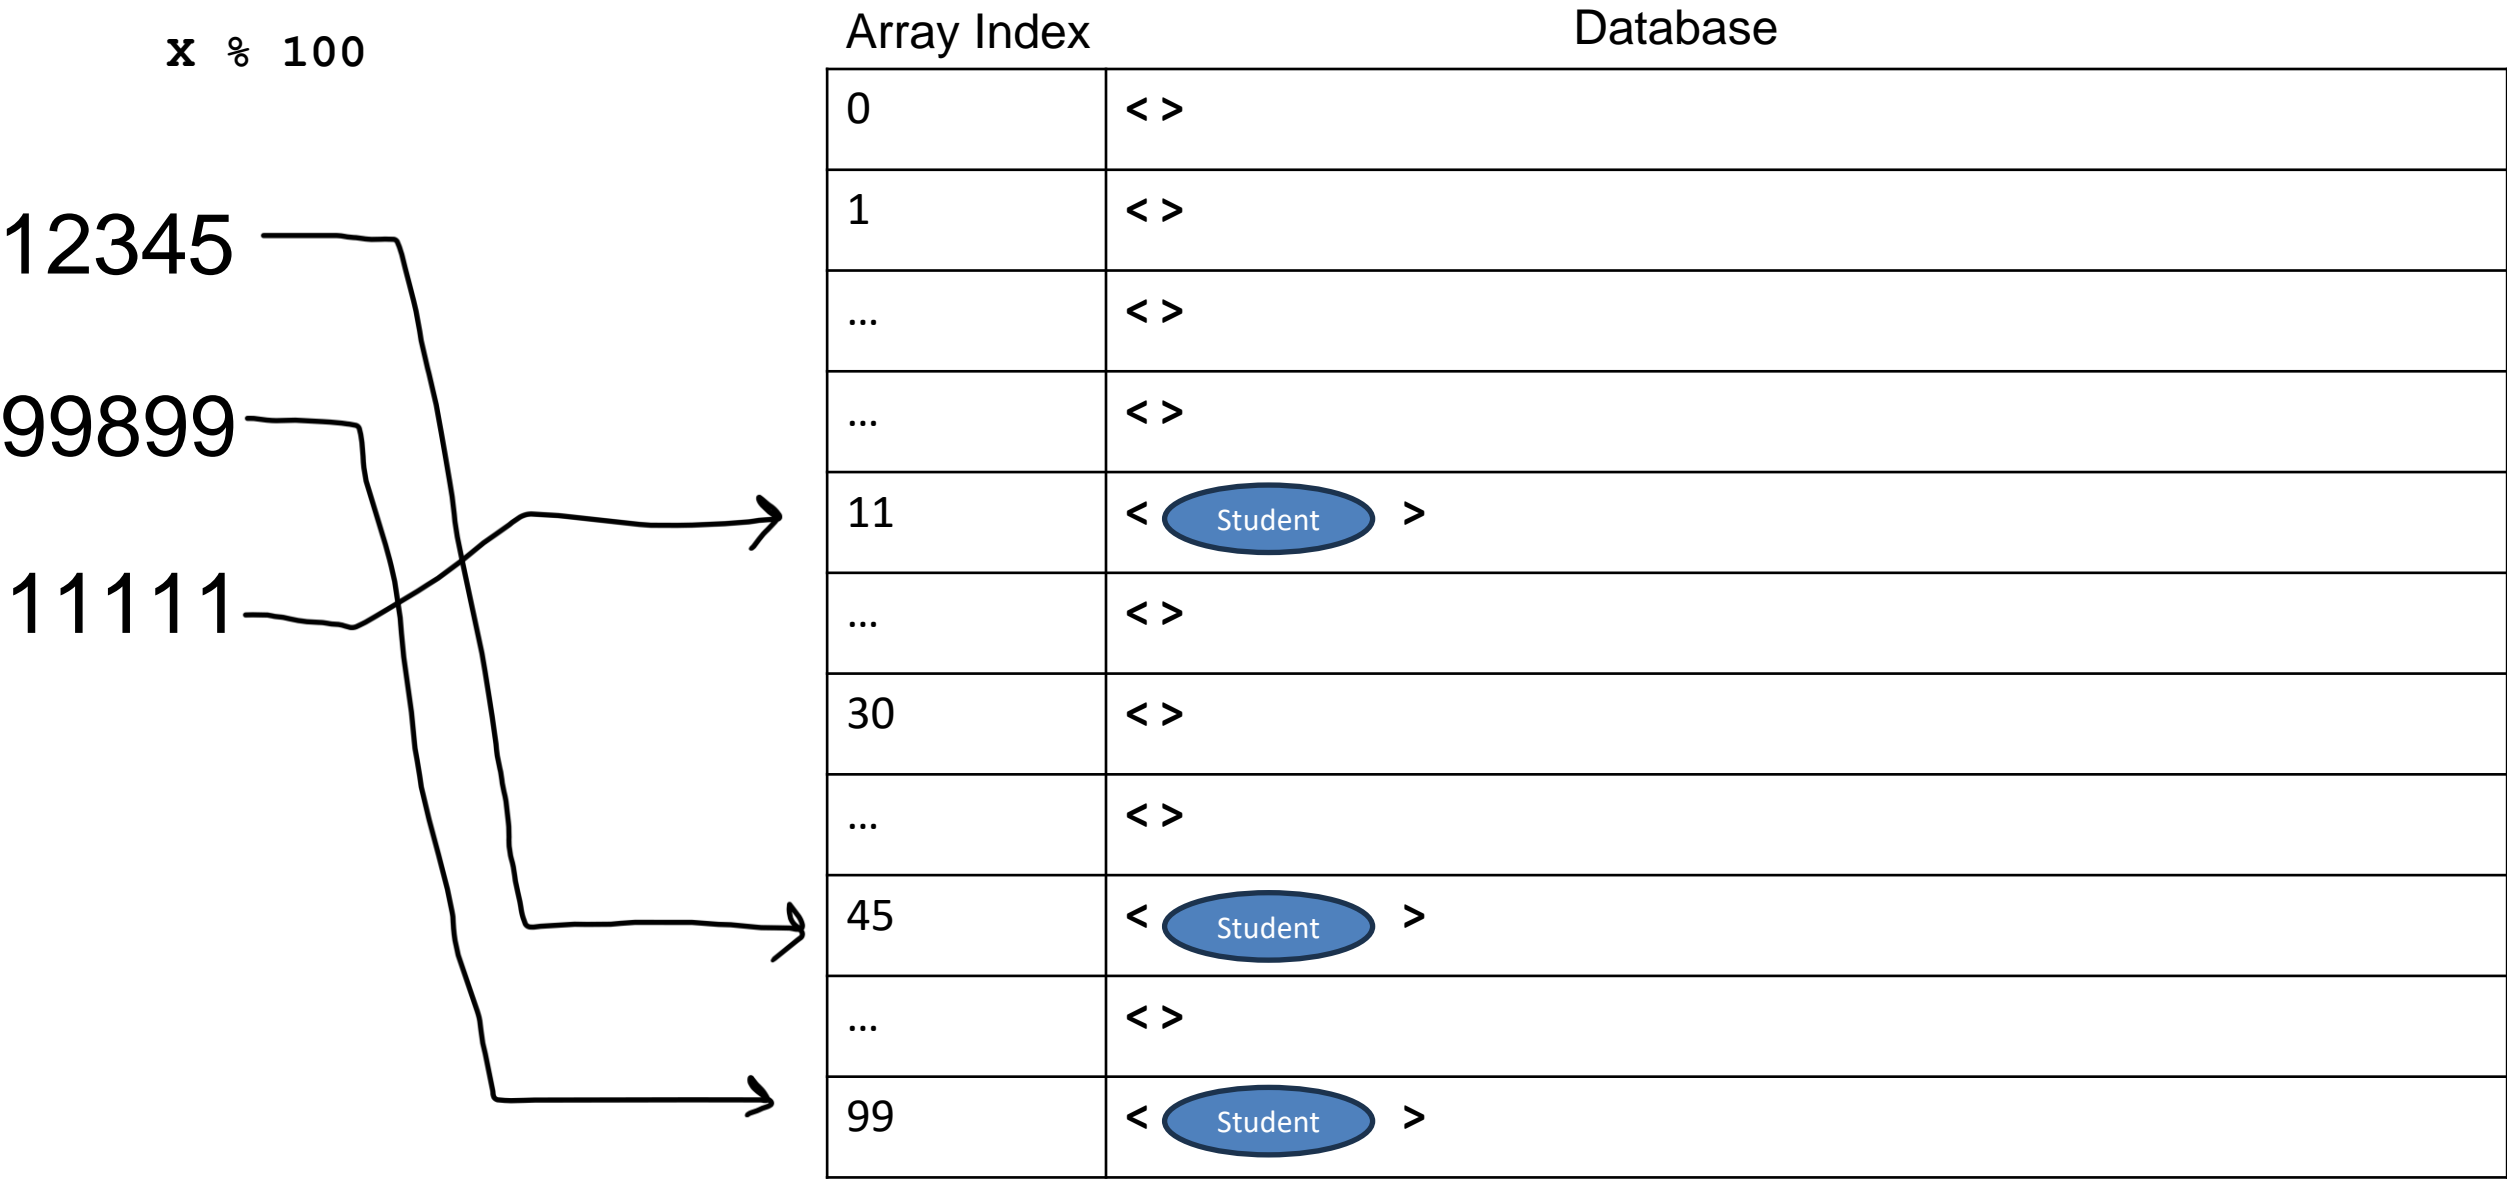 x % 100
Array Index
Database
12345
99899
11111
0 < >
1 < >
... < >
... < >
11 < Student >
... < >
30 < >
... < >
45 < Student >
... < >
99 < Student >